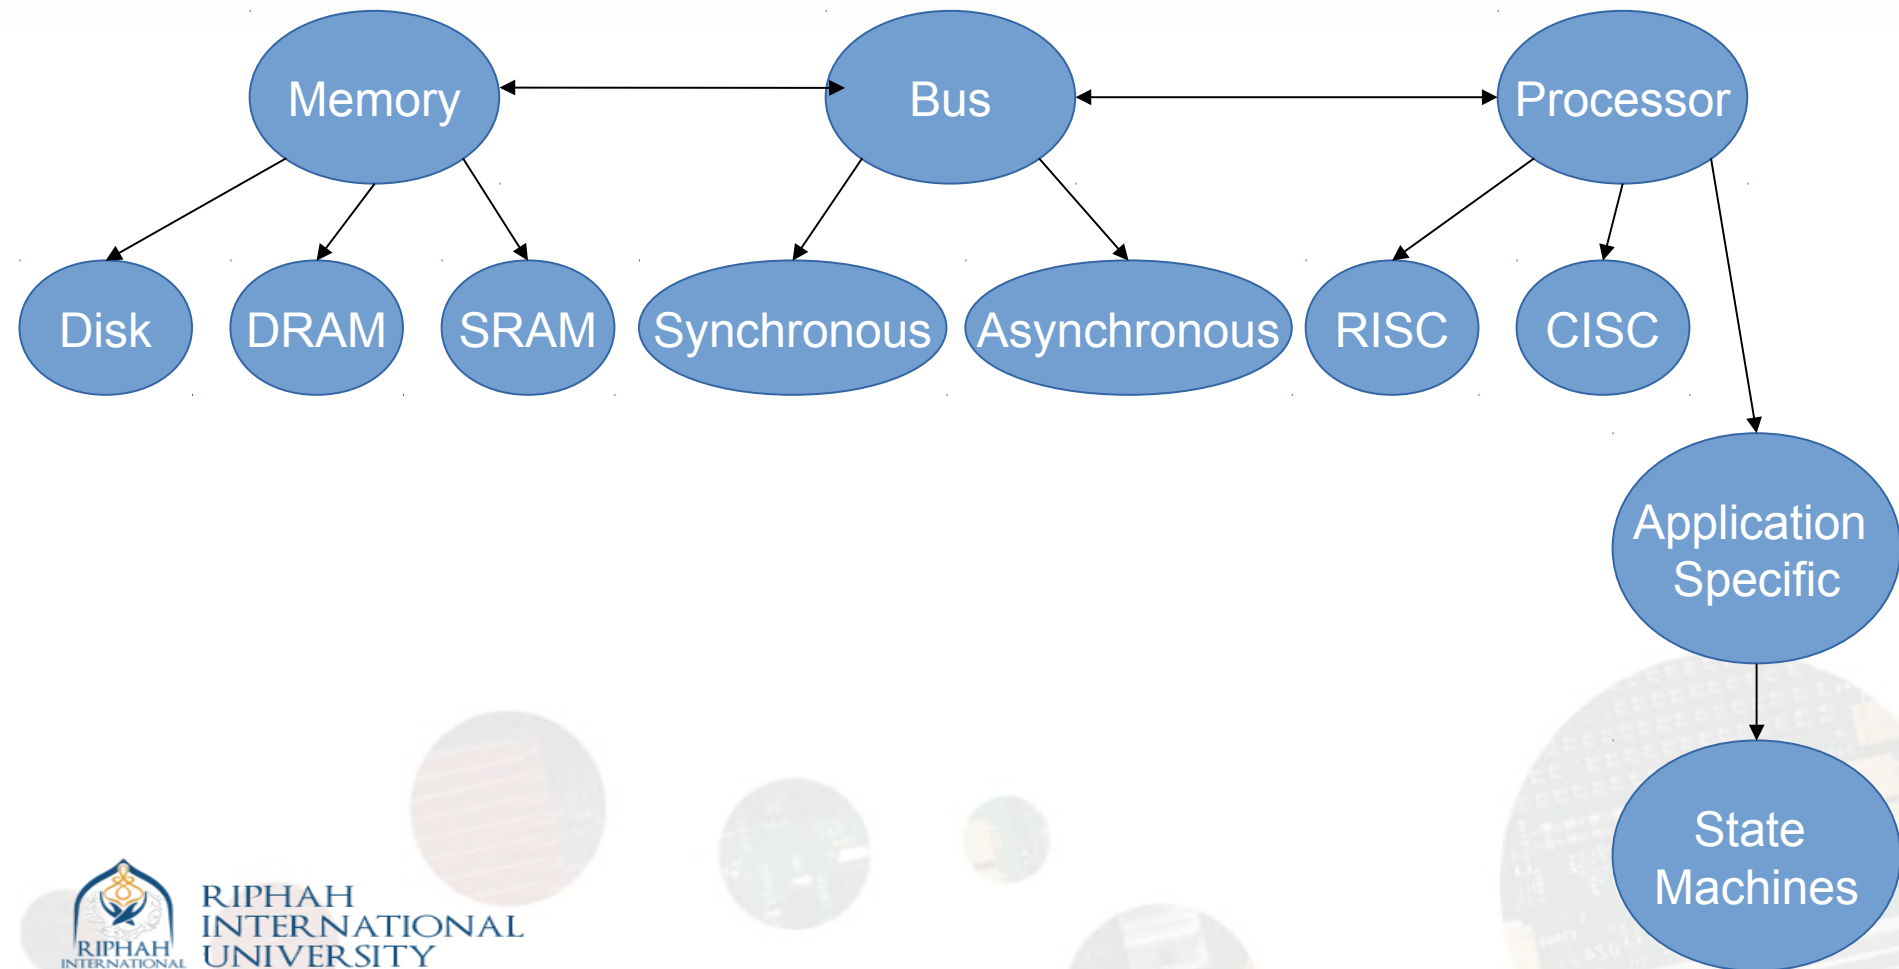 Memory
Bus
Processor
Disk
DRAM
SRAM
Synchronous
Asynchronous
RISC
CISC
Application
Specific
State
Machines
RIPHAH
INTERNATIONAL
RIPHAH
INTERNATIONAL
UNIVERSITY